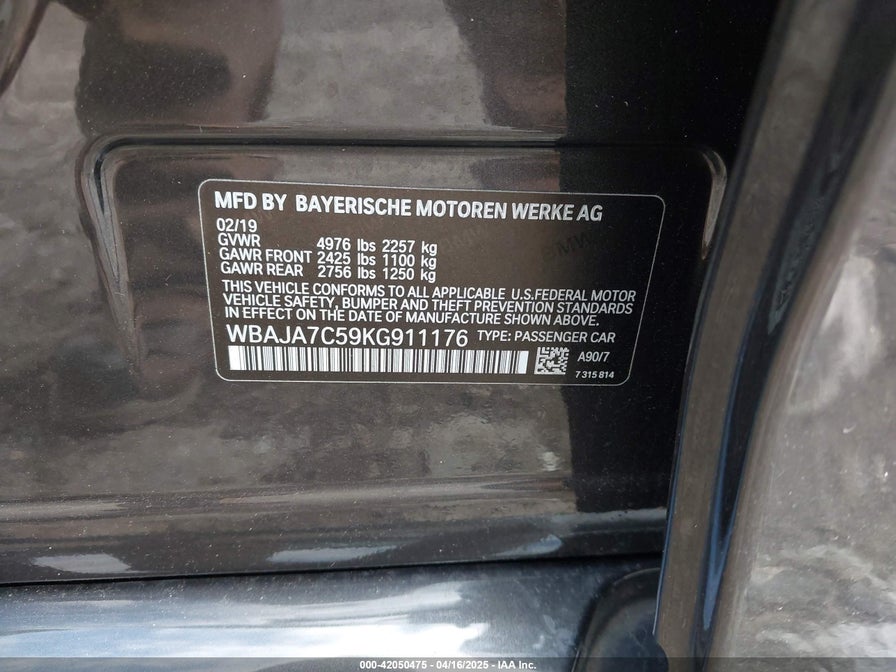 MFD BY BAYERISCHE MOTOREN WERKE AG
02/19
GVWR 4976 lbs 2257 kg
GAWR FRONT 2425 lbs 1100 kg
GAWR REAR 2756 lbs 1250 kg
THIS VEHICLE CONFORMS TO ALL APPLICABLE U.S.FEDERAL MOTOR
VEHICLE SAFETY, BUMPER AND THEFT PREVENTION STANDARDS
IN EFFECT ON THE DATE OF MANUFACTURE SHOWN ABOVE.
WBAJA7C59KG911176 TYPE: PASSENGER CAR
A90/7
7 315 814
000-42050475 - 04/16/2025 - IAA Inc.